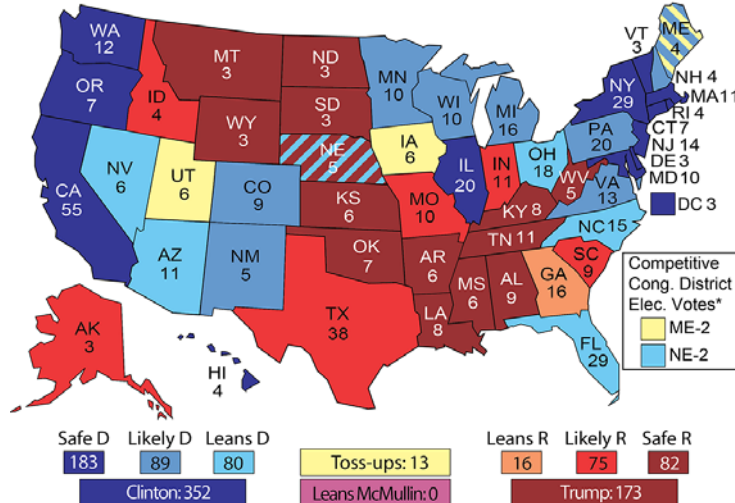 WA
12
OR
7
CA
55
NV
6
ID
4
MT
3
WY
3
UT
6
AZ
11
CO
9
NM
5
ND
3
SD
3
NE
5
KS
6
OK
7
TX
38
MN
10
IA
6
MO
10
AR
6
LA
8
WI
10
IL
20
MI
16
IN
11
OH
18
KY 8
TN 11
MS
6
AL
9
GA
16
FL
29
SC
9
NC 15
VA
13
WV
5
PA
20
NY
29
VT
3
ME
4
NH 4
MA 11
RI 4
CT 7
NJ 14
DE 3
MD 10
DC 3
AK
3
HI
4
Competitive
Cong. District
Elec. Votes*
ME-2
NE-2
Safe D
Likely D
Leans D
183
89
80
Clinton: 352
Toss-ups: 13
Leans McMullin: 0
Leans R
Likely R
Safe R
16
75
82
Trump: 173